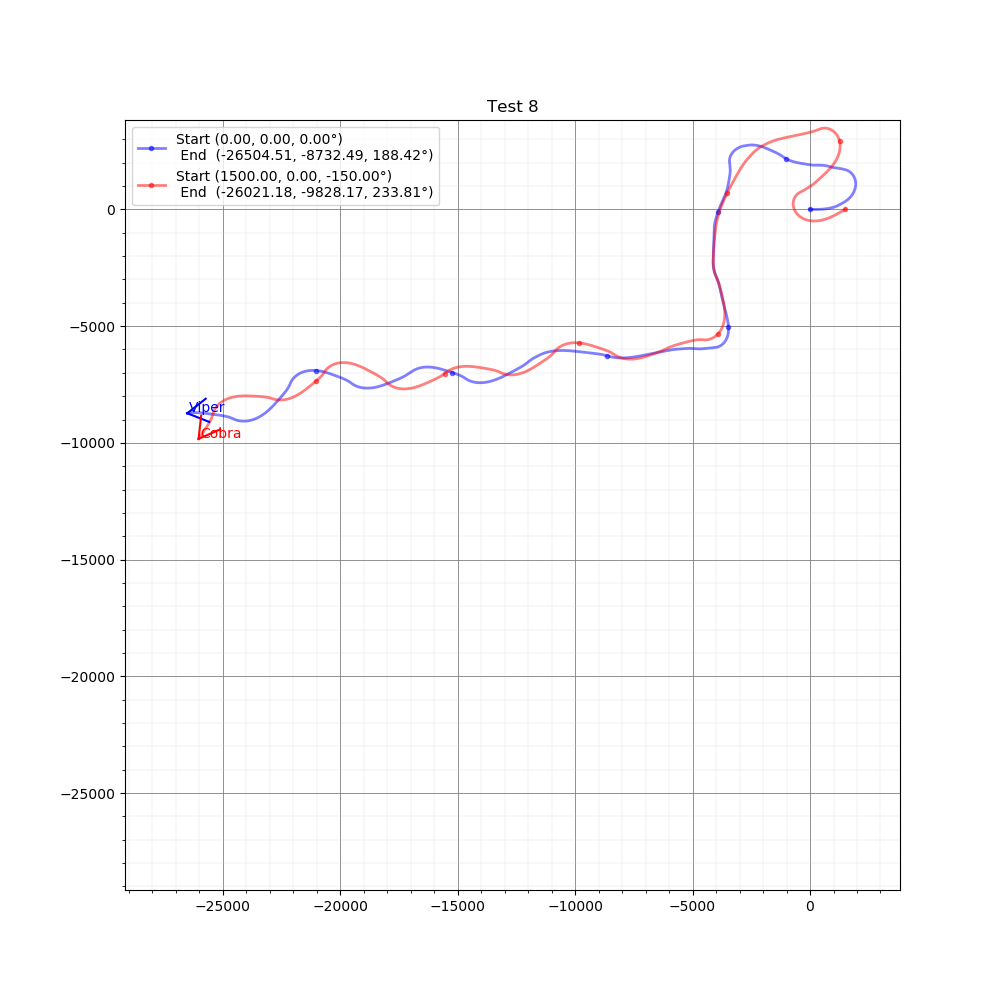 Test 8
Start (0.00, 0.00, 0.00°)
End  (-26504.51, -8732.49, 188.42°)
Start (1500.00, 0.00, -150.00°)
End  (-26021.18, -9828.17, 233.81°)
0
−5000
−10000
−15000
−20000
−25000
Viper
Cobra
−25000
−20000
−15000
−10000
−5000
0